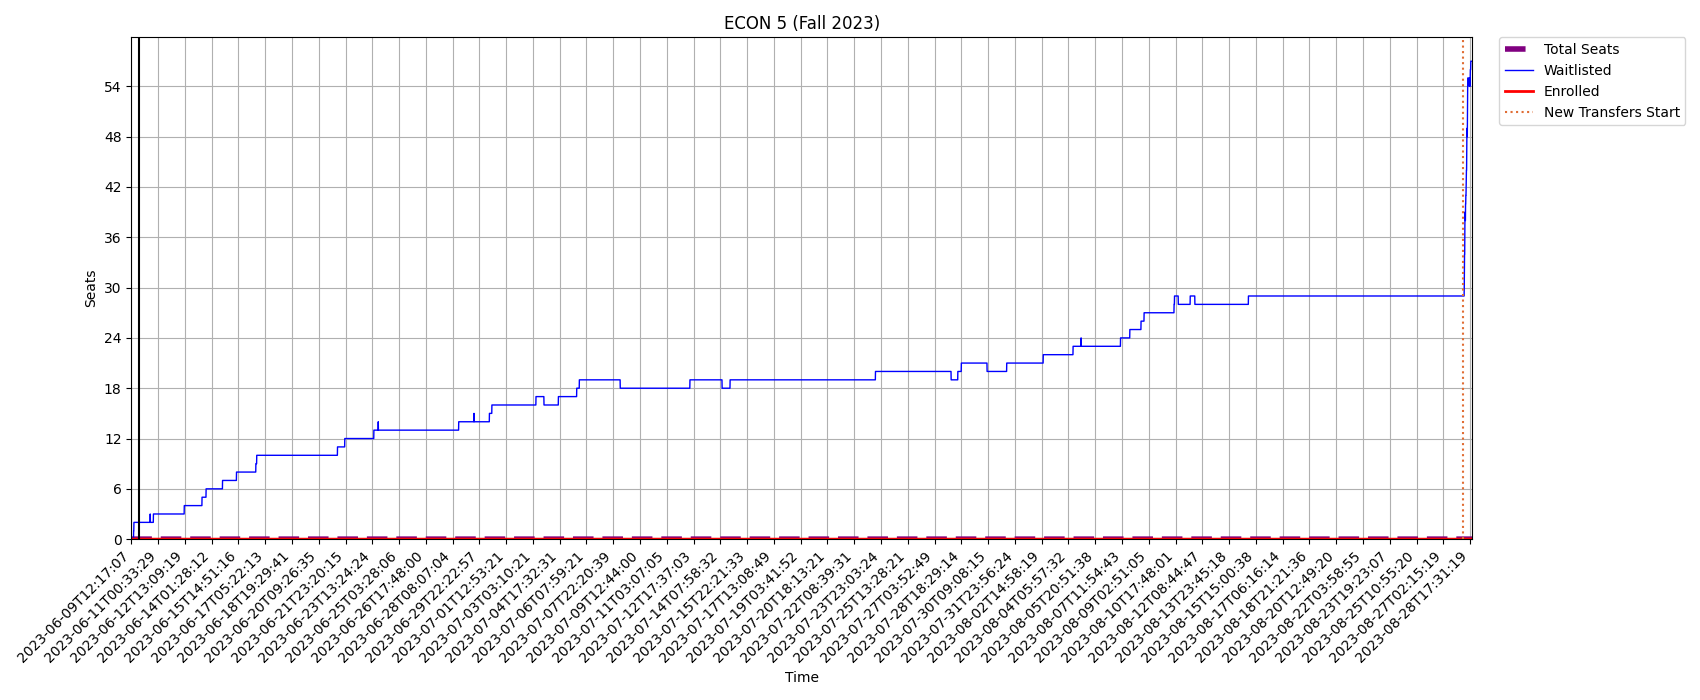 ECON 5 (Fall 2023)
Total Seats
Waitlisted
Enrolled
New Transfers Start
Seats
54
48
42
36
30
24
18
12
6
0
2023-06-09T12:17:07
2023-06-11T00:33:29
2023-06-12T13:09:19
2023-06-14T01:28:12
2023-06-15T14:51:16
2023-06-17T05:22:13
2023-06-18T19:29:41
2023-06-20T09:26:35
2023-06-21T23:20:15
2023-06-23T13:24:24
2023-06-25T03:28:06
2023-06-26T17:48:00
2023-06-28T08:07:04
2023-06-29T22:22:57
2023-07-01T12:53:21
2023-07-03T03:10:21
2023-07-04T17:32:31
2023-07-06T07:59:21
2023-07-07T22:20:39
2023-07-09T12:44:00
2023-07-11T03:07:05
2023-07-12T17:37:03
2023-07-14T07:58:32
2023-07-15T22:21:33
2023-07-17T13:08:49
2023-07-19T03:41:52
2023-07-20T18:13:21
2023-07-22T08:39:31
2023-07-23T23:03:24
2023-07-25T13:28:21
2023-07-27T03:52:49
2023-07-28T18:29:14
2023-07-30T09:08:15
2023-07-31T23:56:24
2023-08-02T14:58:19
2023-08-04T05:57:32
2023-08-05T20:51:38
2023-08-07T11:54:43
2023-08-09T02:51:05
2023-08-10T17:48:01
2023-08-12T08:44:47
2023-08-13T23:45:18
2023-08-15T15:00:38
2023-08-17T06:16:14
2023-08-18T21:21:36
2023-08-20T12:49:20
2023-08-22T03:58:55
2023-08-23T19:23:07
2023-08-25T10:55:20
2023-08-27T02:15:19
2023-08-28T17:31:19
Time